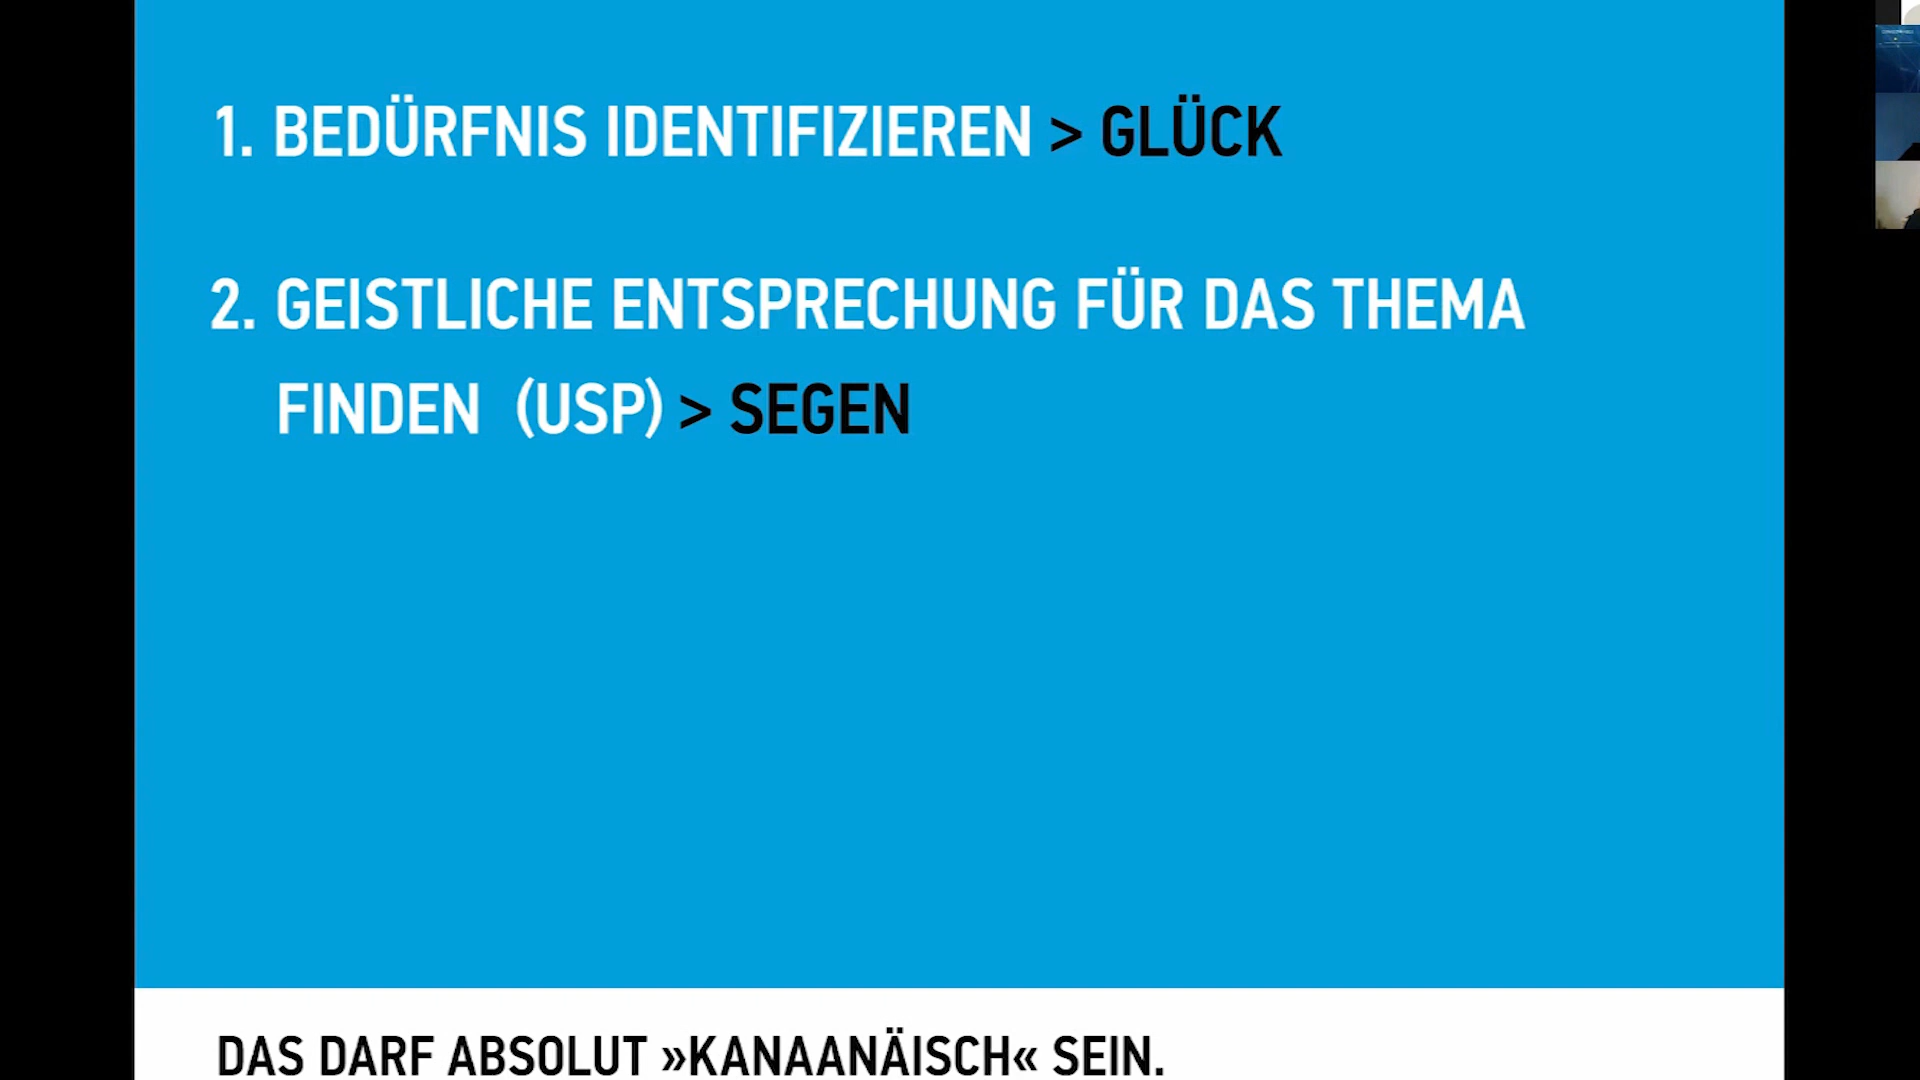 1. BEDÜRFNIS IDENTIFIZIEREN > GLÜCK
2. GEISTLICHE ENTSPRECHUNG FÜR DAS THEMA
FINDEN (USP) > SEGEN
DAS DARF ABSOLUT »KANAANÄISCH« SEIN.